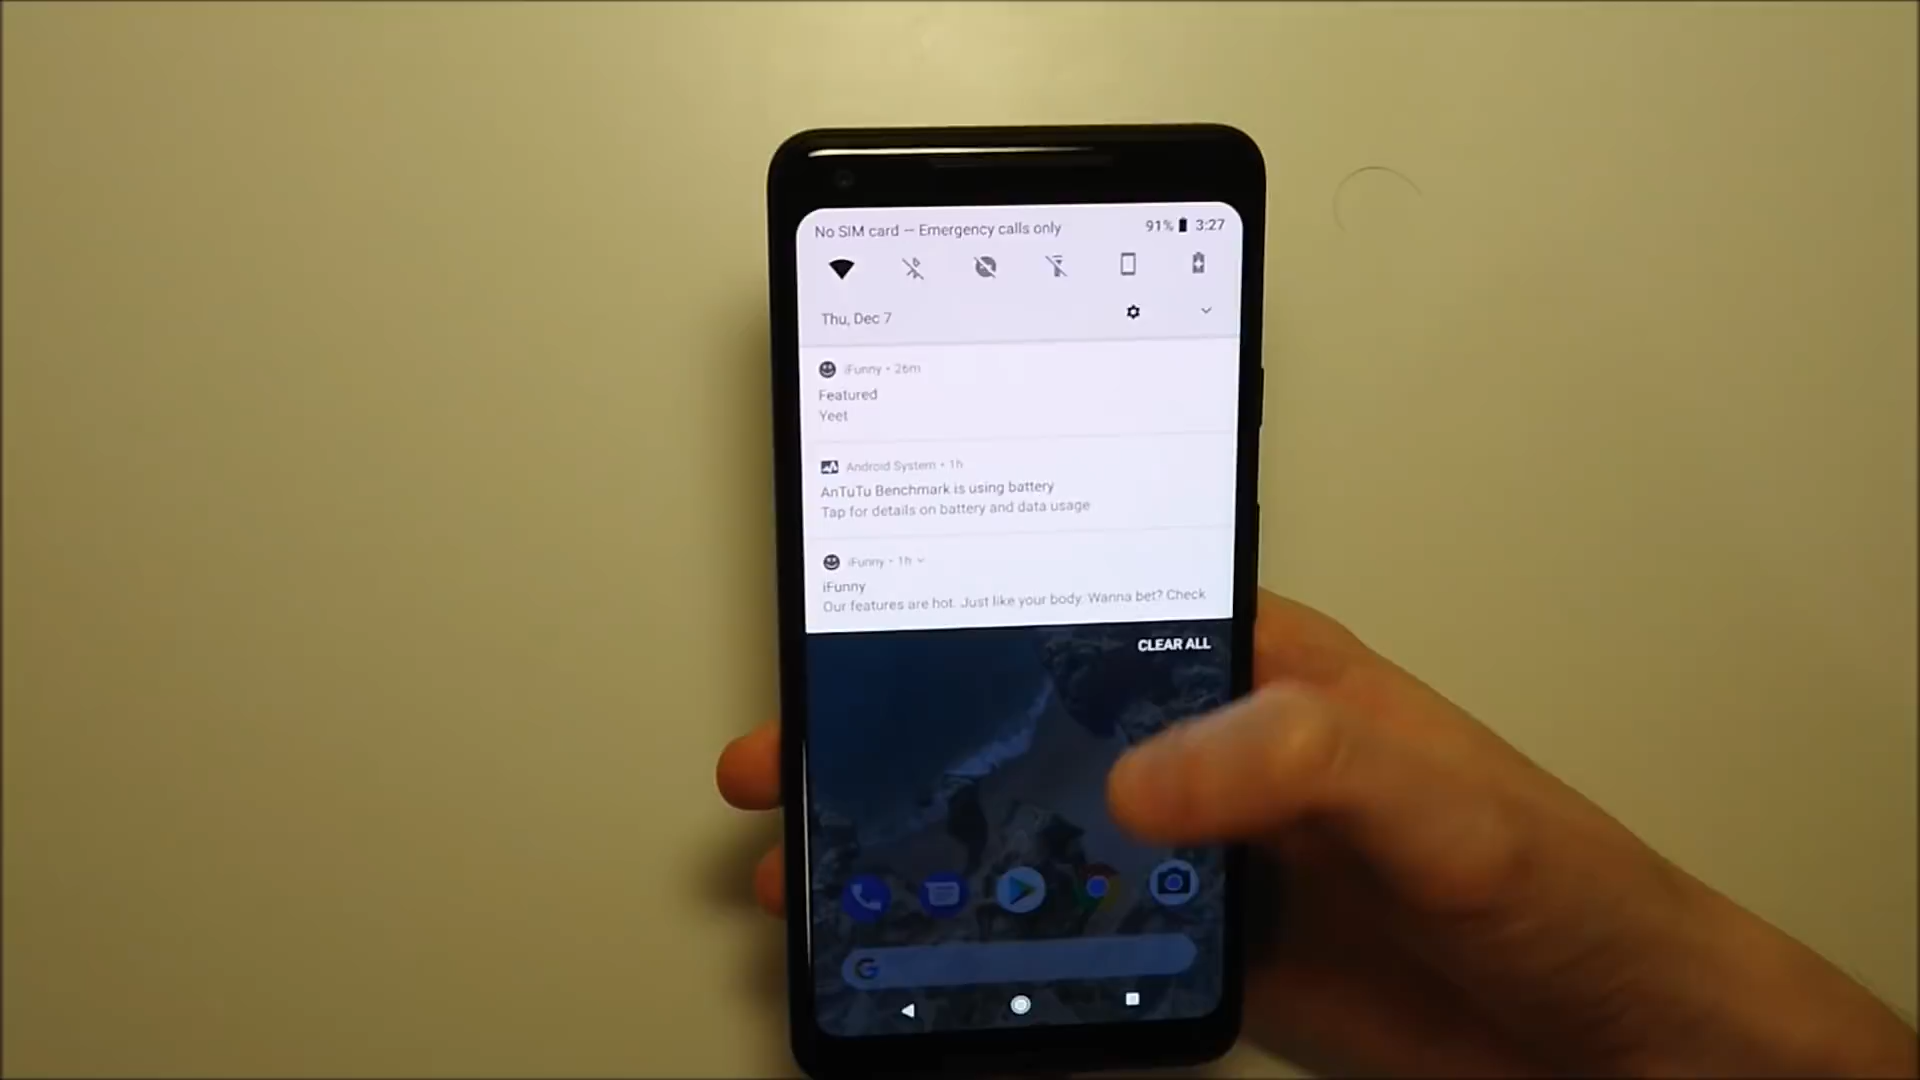 No SIM card — Emergency calls only 91% 3:27
Thu, Dec 7
iFunny • 26m
Featured
Yeet
Android System • 1h
AnTuTu Benchmark is using battery
Tap for details on battery and data usage
iFunny • 1h
iFunny
Our features are hot. Just like your body. Wanna bet? Check
CLEAR ALL
G